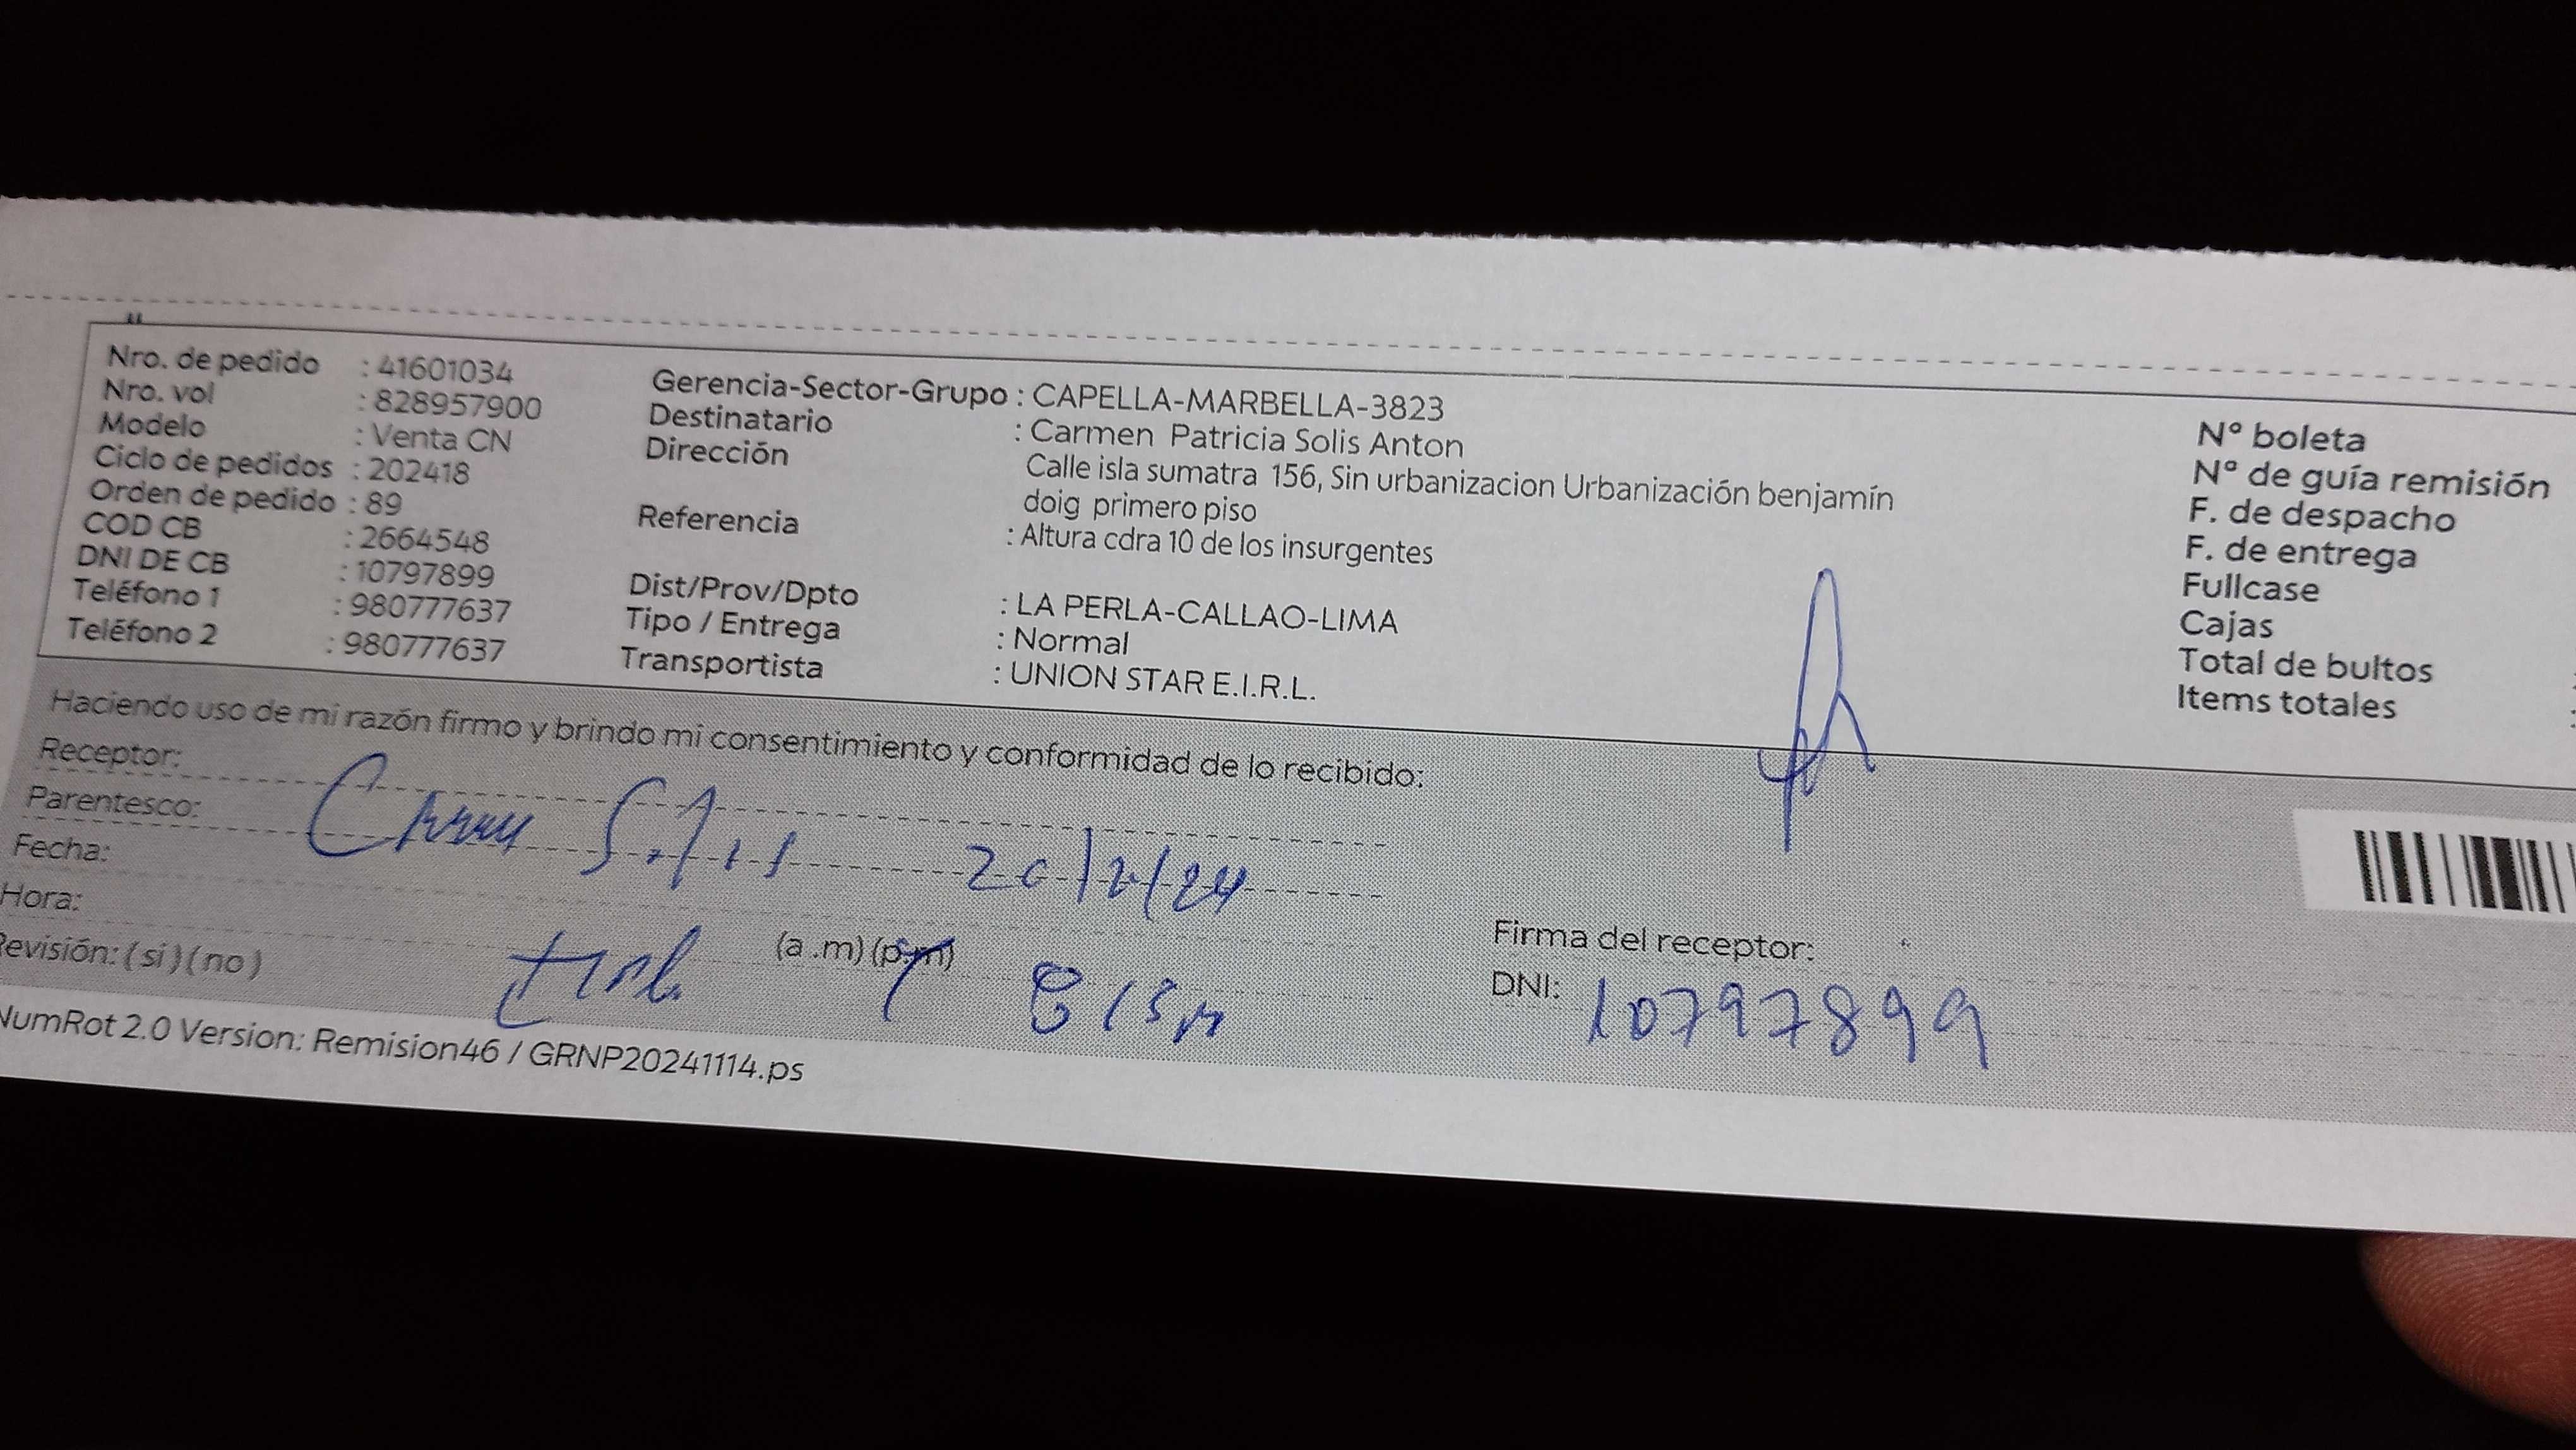 Nro. de pedido : 41601034
Nro. vol : 828957900
Modelo : Venta CN
Ciclo de pedidos : 202418
Orden de pedido : 89
COD CB : 2664548
DNI DE CB : 10797899
Teléfono 1 : 980777637
Teléfono 2 : 980777637
Gerencia-Sector-Grupo : CAPELLA-MARBELLA-3823
Destinatario : Carmen Patricia Solis Anton
Dirección Calle isla sumatra 156, Sin urbanizacion Urbanización benjamín
doig primero piso
Referencia : Altura cdra 10 de los insurgentes
Dist/Prov/Dpto : LA PERLA-CALLAO-LIMA
Tipo / Entrega : Normal
Transportista : UNION STAR E.I.R.L.
N° boleta
N° de guía remisión
F. de despacho
F. de entrega
Fullcase
Cajas
Total de bultos
Items totales
Haciendo uso de mi razón firmo y brindo mi consentimiento y conformidad de lo recibido:
Receptor:
Parentesco: Carmen Solis
Fecha:
Hora: (a .m) (p.m)
Revisión: ( si ) ( no )
Firma del receptor:
DNI: 10797899
NumRot 2.0 Version: Remision46 / GRNP20241114.ps